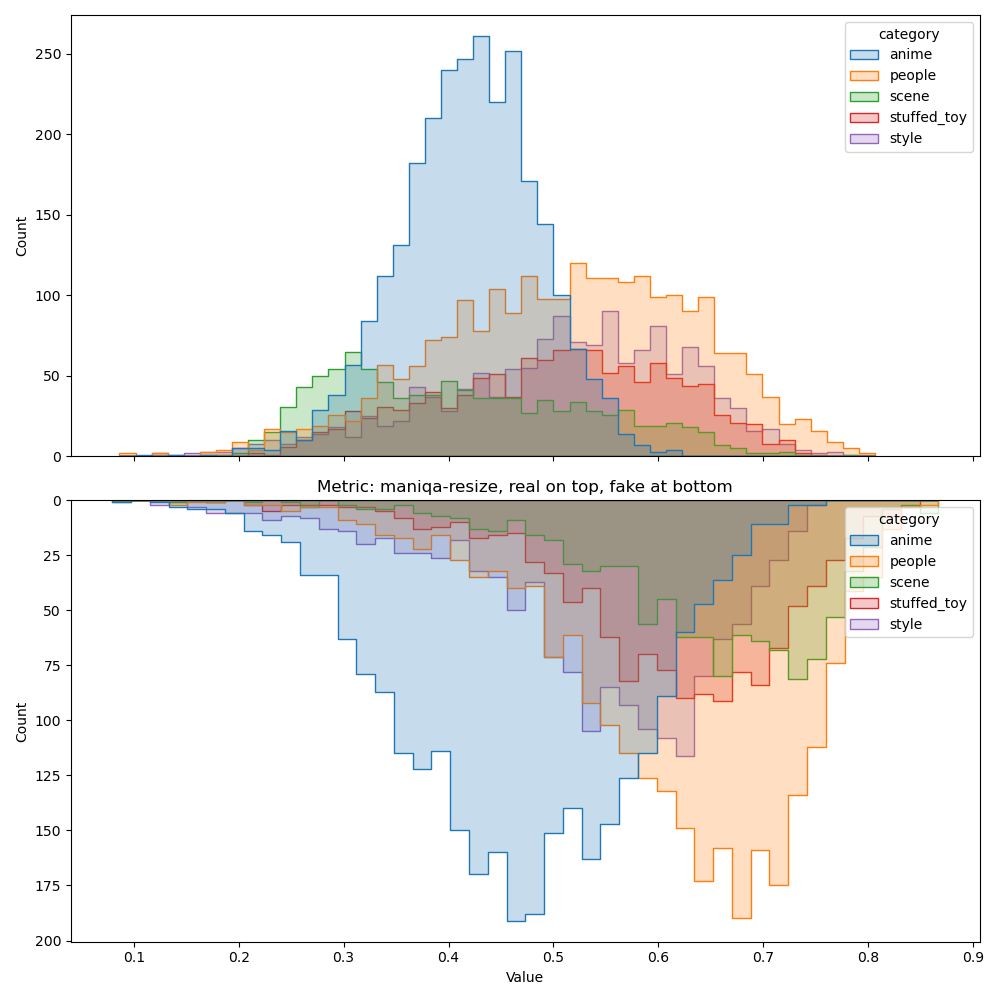 250
200
150
100
50
0
Count
category
anime
people
scene
stuffed_toy
style
Metric: maniqa-resize, real on top, fake at bottom
0
25
50
75
100
125
150
175
200
Count
category
anime
people
scene
stuffed_toy
style
0.1 0.2 0.3 0.4 0.5 0.6 0.7 0.8 0.9
Value